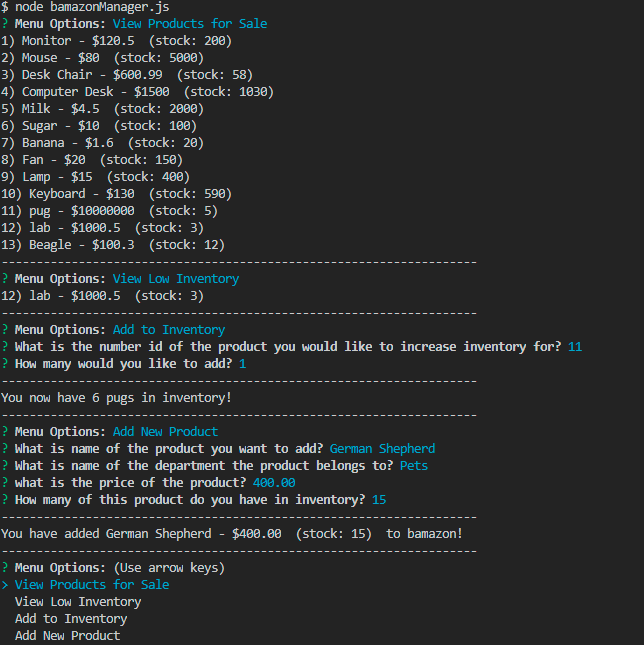 $ node bamazonManager.js
? Menu Options: View Products for Sale
1) Monitor - $120.5  (stock: 200)
2) Mouse - $80  (stock: 5000)
3) Desk Chair - $600.99  (stock: 58)
4) Computer Desk - $1500  (stock: 1030)
5) Milk - $4.5  (stock: 2000)
6) Sugar - $10  (stock: 100)
7) Banana - $1.6  (stock: 20)
8) Fan - $20  (stock: 150)
9) Lamp - $15  (stock: 400)
10) Keyboard - $130  (stock: 590)
11) pug - $10000000  (stock: 5)
12) lab - $1000.5  (stock: 3)
13) Beagle - $100.3  (stock: 12)
--------------------------------------------------------------------
? Menu Options: View Low Inventory
12) lab - $1000.5  (stock: 3)
--------------------------------------------------------------------
? Menu Options: Add to Inventory
? What is the number id of the product you would like to increase inventory for? 11
? How many would you like to add? 1
--------------------------------------------------------------------
You now have 6 pugs in inventory!
--------------------------------------------------------------------
? Menu Options: Add New Product
? What is name of the product you want to add? German Shepherd
? What is name of the department the product belongs to? Pets
? what is the price of the product? 400.00
? How many of this product do you have in inventory? 15
--------------------------------------------------------------------
You have added German Shepherd - $400.00  (stock: 15)  to bamazon!
--------------------------------------------------------------------
? Menu Options: (Use arrow keys)
> View Products for Sale
  View Low Inventory
  Add to Inventory
  Add New Product